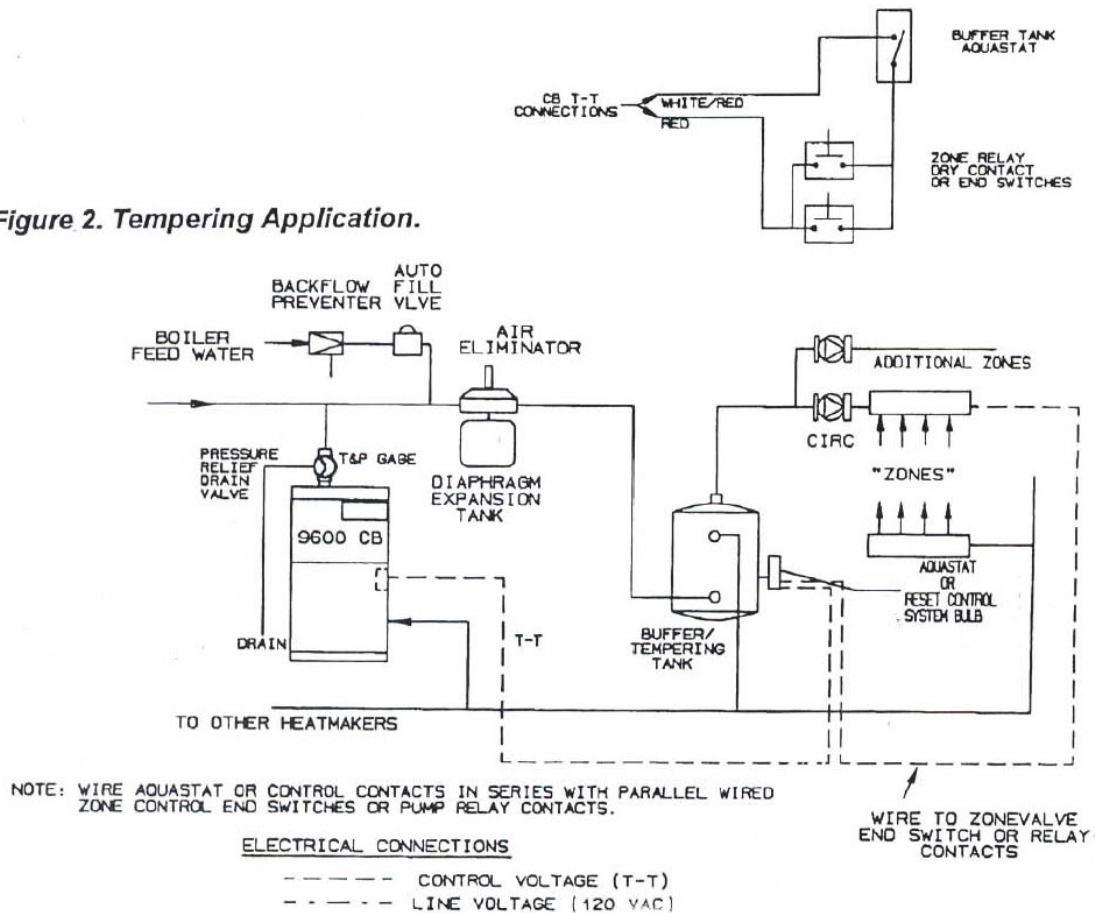 BUFFER TANK
AQUASTAT
CB T-T
CONNECTIONS
WHITE/RED
RED
ZONE RELAY
DRY CONTACT
OR END SWITCHES
Figure 2. Tempering Application.
BACKFLOW
PREVENTER
AUTO
FILL
VLVE
BOILER
FEED WATER
AIR
ELIMINATOR
ADDITIONAL ZONES
CIRC
PRESSURE
RELIEF
DRAIN
VALVE
T&P GAGE
DIAPHRAGM
EXPANSION
TANK
"ZONES"
9600 CB
AQUASTAT
OR
RESET CONTROL
SYSTEM BULB
DRAIN
T-T
BUFFER/
TEMPERING
TANK
TO OTHER HEATMAKERS
NOTE: WIRE AQUASTAT OR CONTROL CONTACTS IN SERIES WITH PARALLEL WIRED
ZONE CONTROL END SWITCHES OR PUMP RELAY CONTACTS.
WIRE TO ZONEVALVE
END SWITCH OR RELAY
CONTACTS
ELECTRICAL CONNECTIONS
CONTROL VOLTAGE (T-T)
LINE VOLTAGE (120 VAC)